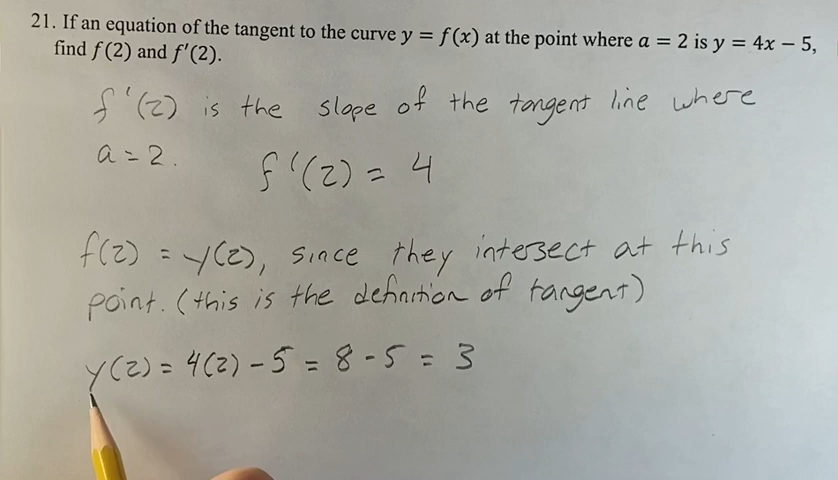 21. If an equation of the tangent to the curve y = f(x) at the point where a = 2 is y = 4x − 5,
find f(2) and f′(2).
f'(2) is the slope of the tangent line where
a = 2. f'(2) = 4
f(2) = y(2), since they intersect at this
point. (this is the definition of tangent)
y(2) = 4(2) - 5 = 8 - 5 = 3